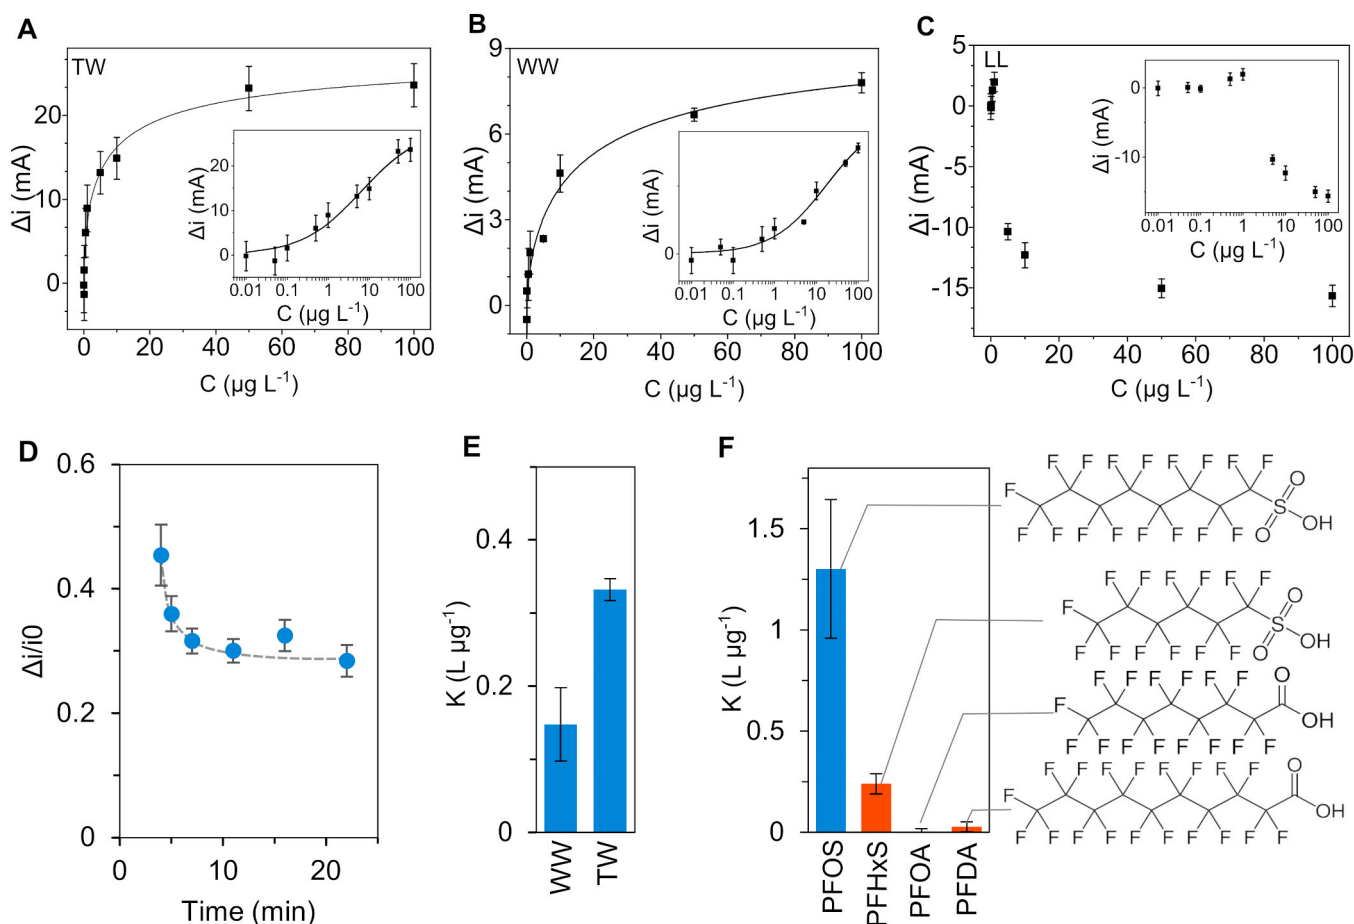 A
TW
Δi (mA)
20
10
0
0 20 40 60 80 100
C (µg L⁻¹)
Δi (mA)
20
10
0
0.01 0.1 1 10 100
C (µg L⁻¹)
B
WW
Δi (mA)
9
6
3
0
0 20 40 60 80 100
C (µg L⁻¹)
Δi (mA)
0
0.01 0.1 1 10 100
C (µg L⁻¹)
C
LL
Δi (mA)
5
0
-5
-10
-15
0 20 40 60 80 100
C (µg L⁻¹)
Δi (mA)
0
-10
0.01 0.1 1 10 100
C (µg L⁻¹)
D
Δi/i0
0.6
0.4
0.2
0
0 10 20
Time (min)
E
K (L µg⁻¹)
0.4
0.2
0
WW TW
F
K (L µg⁻¹)
1.5
1
0.5
0
PFOS PFHxS PFOA PFDA
F F F F F F F F
F O
S OH
F F F F F F F F O
F F F F F F
F O
S OH
F F F F F F O
F F F F F F O
F OH
F F F F F F F F
F F F F F F F F O
F OH
F F F F F F F F F F